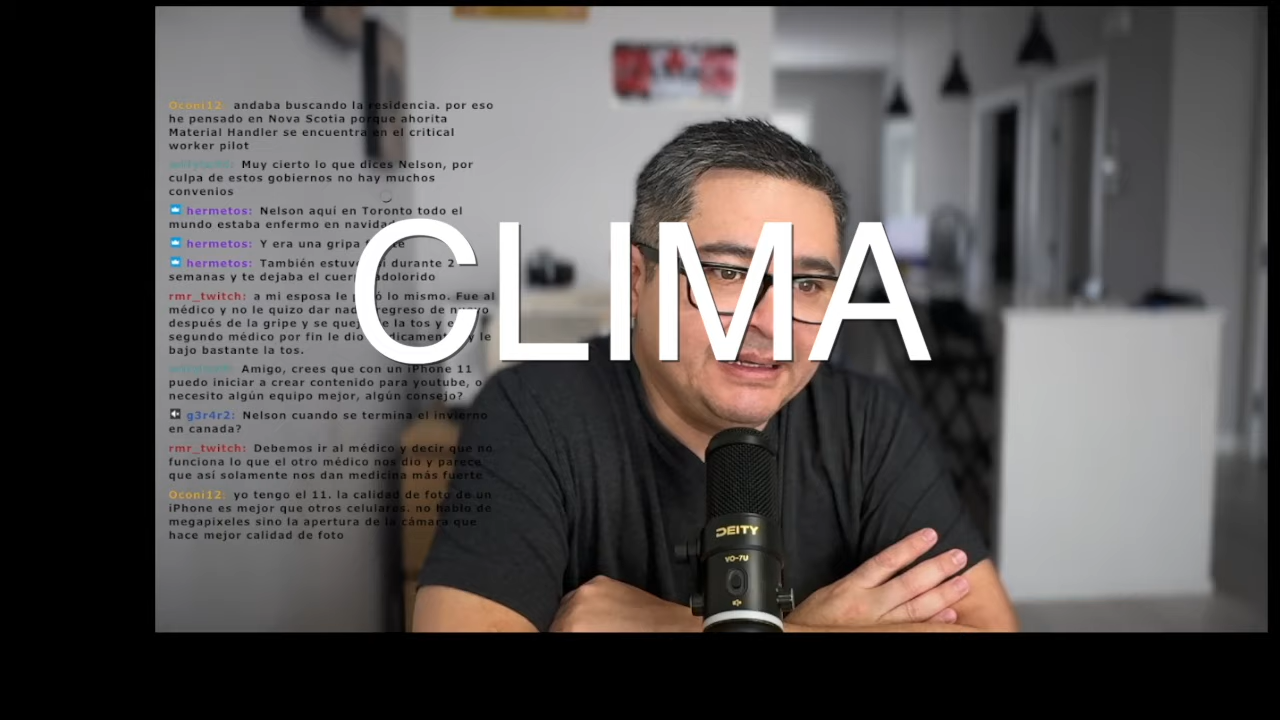 Oconi12: andaba buscando la residencia. por eso
he pensado en Nova Scotia porque ahorita
Material Handler se encuentra en el critical
worker pilot
Muy cierto lo que dices Nelson, por
culpa de estos gobiernos no hay muchos
convenios
hermetos: Nelson aquí en Toronto todo el
mundo estaba enfermo en navidad
hermetos: Y era una gripa
hermetos: También estuve durante 2
semanas y te dejaba el cuerpo adolorido
rmr_twitch: a mi esposa le lo mismo. Fue al
médico y no le quizo dar regreso de nuevo
después de la gripe y se de la tos y
segundo médico por fin le dio y le
bajo bastante la tos.
Amigo, crees que con un iPhone 11
puedo iniciar a crear contenido para youtube, o
necesito algún equipo mejor, algún consejo?
g3r4r2: Nelson cuando se termina el invierno
en canada?
rmr_twitch: Debemos ir al médico y decir que no
funciona lo que el otro médico nos dio y parece
que así solamente nos dan medicina más fuerte
Oconi12: yo tengo el 11. la calidad de foto de un
iPhone es mejor que otros celulares. no hablo de
megapixeles sino la apertura de la cámara que
hace mejor calidad de foto
CLIMA
DEITY
VO-7U